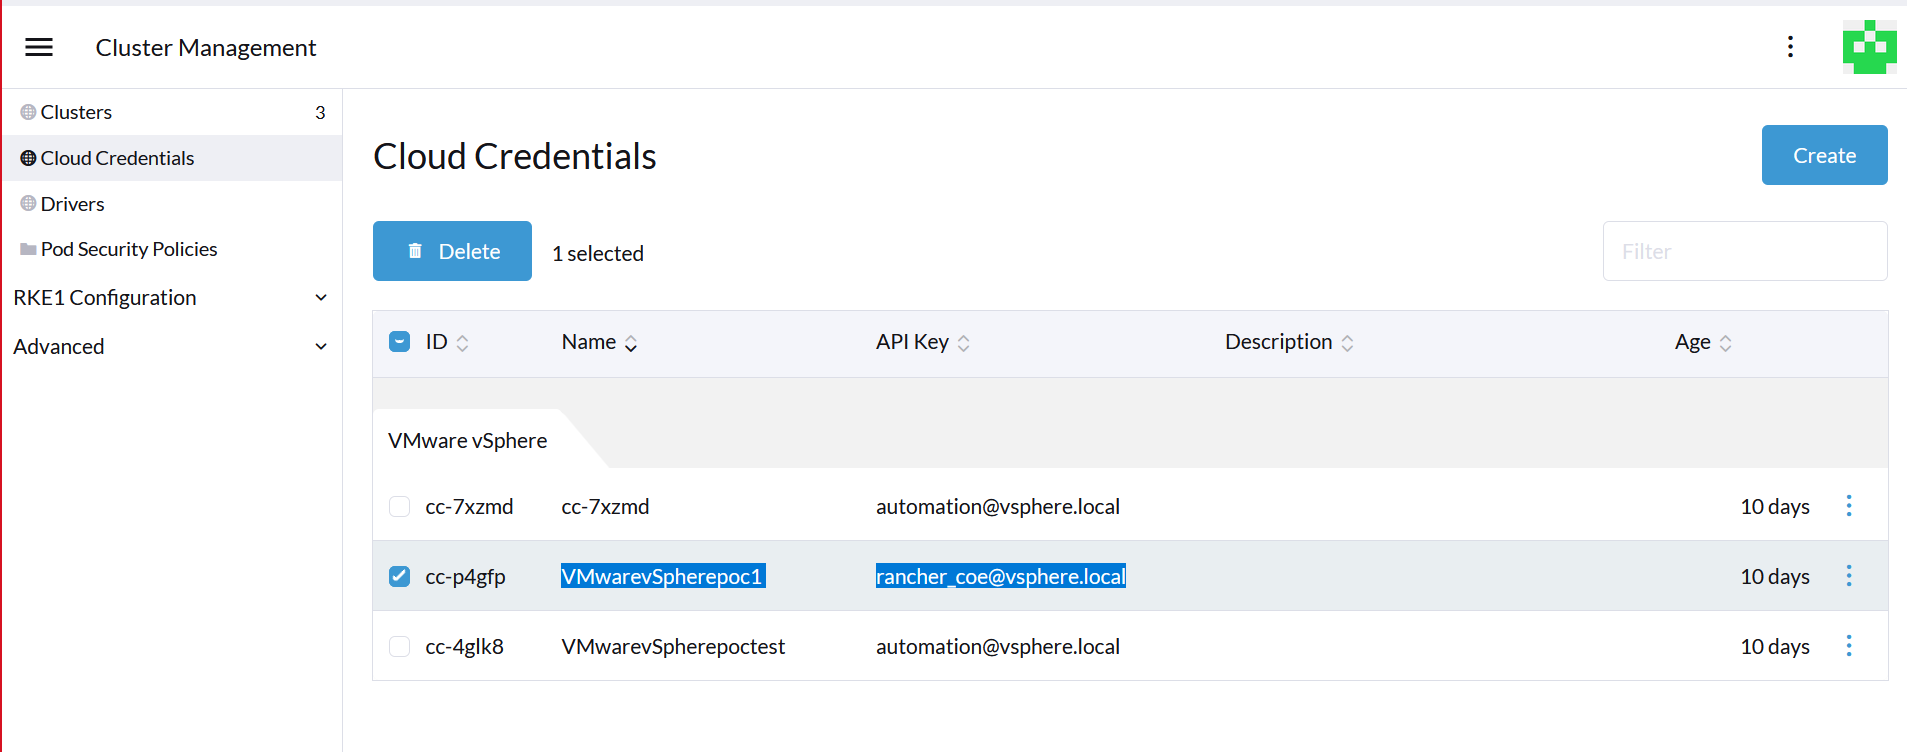 Cluster Management
Clusters 3
Cloud Credentials
Drivers
Pod Security Policies
RKE1 Configuration
Advanced
Cloud Credentials
Create
Delete 1 selected
Filter
ID Name API Key Description Age
VMware vSphere
cc-7xzmd cc-7xzmd automation@vsphere.local 10 days
cc-p4gfp VMwarevSpherepoc1 rancher_coe@vsphere.local 10 days
cc-4glk8 VMwarevSpherepoctest automation@vsphere.local 10 days